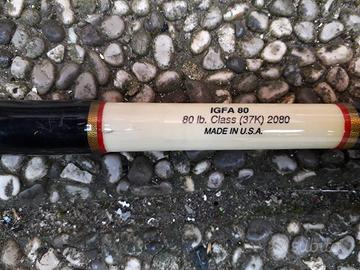 IGFA 80
80 lb. Class (37K) 2080
MADE IN U.S.A.